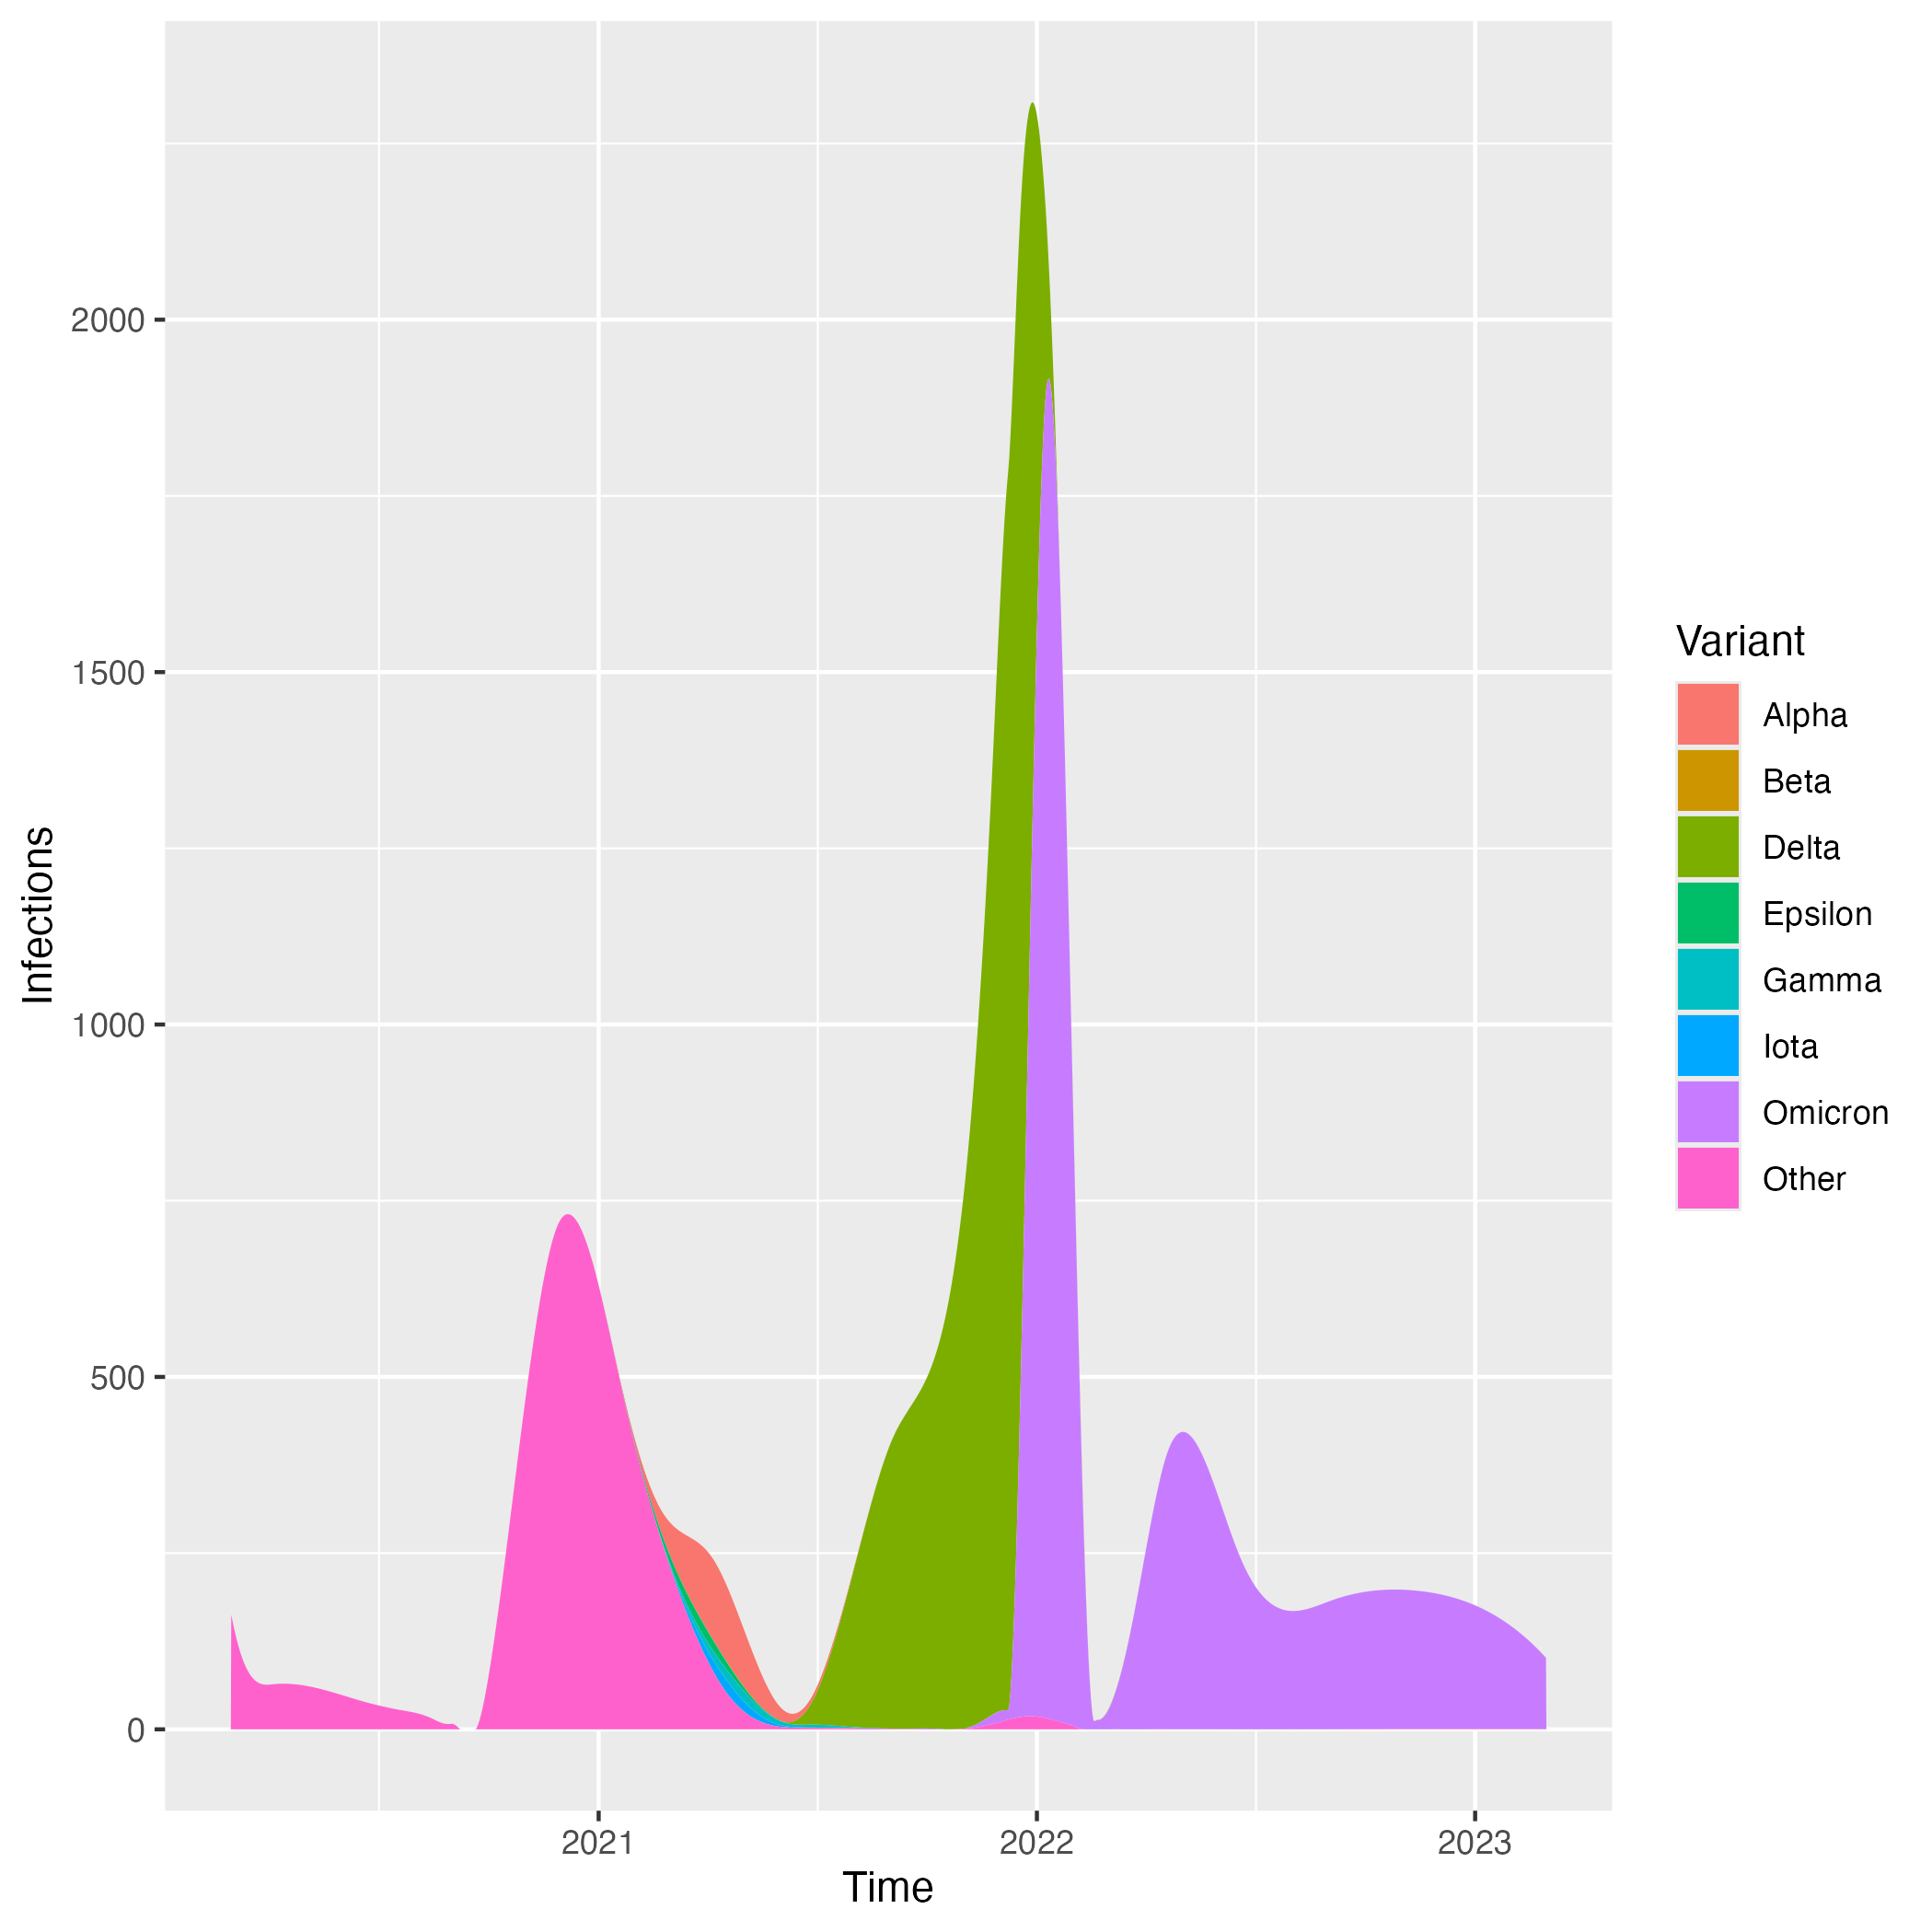 Infections
2000
1500
1000
500
0
2021
2022
2023
Time
Variant
Alpha
Beta
Delta
Epsilon
Gamma
Iota
Omicron
Other